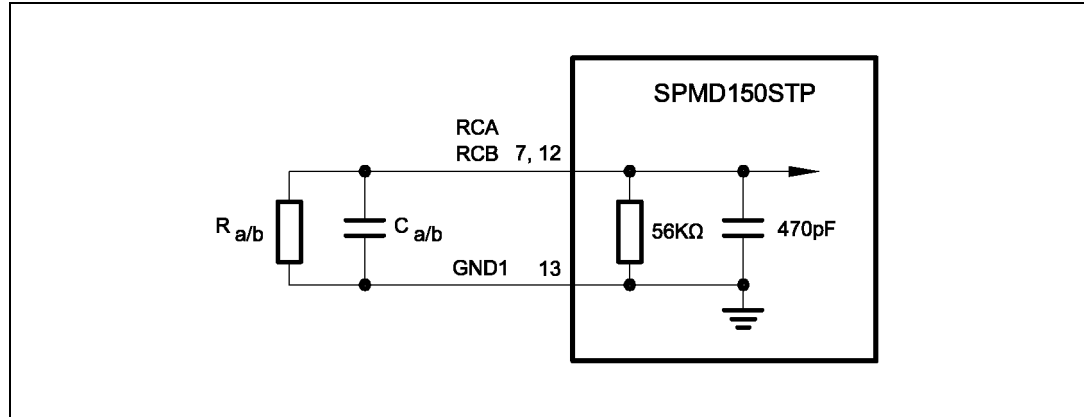 SPMD150STP
RCA
RCB 7, 12
R a/b
C a/b
56KΩ
470pF
GND1 13